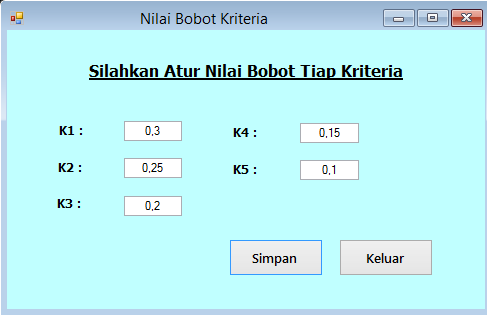 Nilai Bobot Kriteria
Silahkan Atur Nilai Bobot Tiap Kriteria
K1 : 0,3
K4 : 0,15
K2 : 0,25
K5 : 0,1
K3 : 0,2
Simpan
Keluar